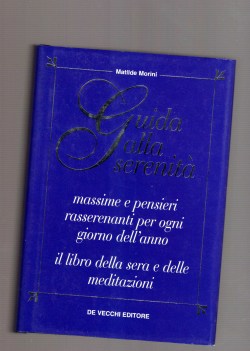 Matilde Morini
Guida
alla
serenità
massime e pensieri
rasserenanti per ogni
giorno dell'anno
il libro della sera e delle
meditazioni
DE VECCHI EDITORE